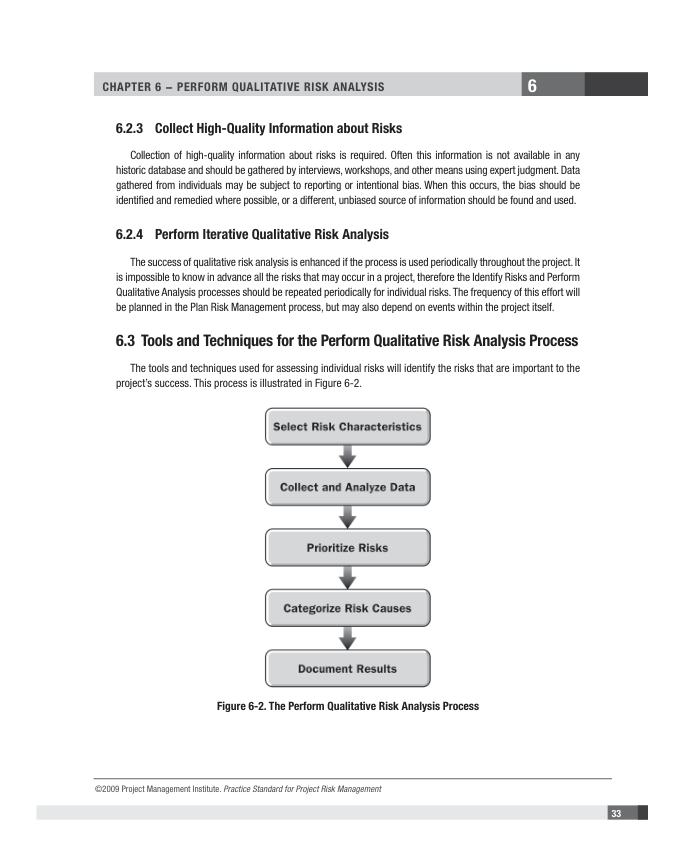 CHAPTER 6 – PERFORM QUALITATIVE RISK ANALYSIS
6
6.2.3 Collect High-Quality Information about Risks
Collection of high-quality information about risks is required. Often this information is not available in any
historic database and should be gathered by interviews, workshops, and other means using expert judgment. Data
gathered from individuals may be subject to reporting or intentional bias. When this occurs, the bias should be
identified and remedied where possible, or a different, unbiased source of information should be found and used.
6.2.4 Perform Iterative Qualitative Risk Analysis
The success of qualitative risk analysis is enhanced if the process is used periodically throughout the project. It
is impossible to know in advance all the risks that may occur in a project, therefore the Identify Risks and Perform
Qualitative Analysis processes should be repeated periodically for individual risks. The frequency of this effort will
be planned in the Plan Risk Management process, but may also depend on events within the project itself.
6.3 Tools and Techniques for the Perform Qualitative Risk Analysis Process
The tools and techniques used for assessing individual risks will identify the risks that are important to the
project's success. This process is illustrated in Figure 6-2.
Select Risk Characteristics
Collect and Analyze Data
Prioritize Risks
Categorize Risk Causes
Document Results
Figure 6-2. The Perform Qualitative Risk Analysis Process
©2009 Project Management Institute. Practice Standard for Project Risk Management
33